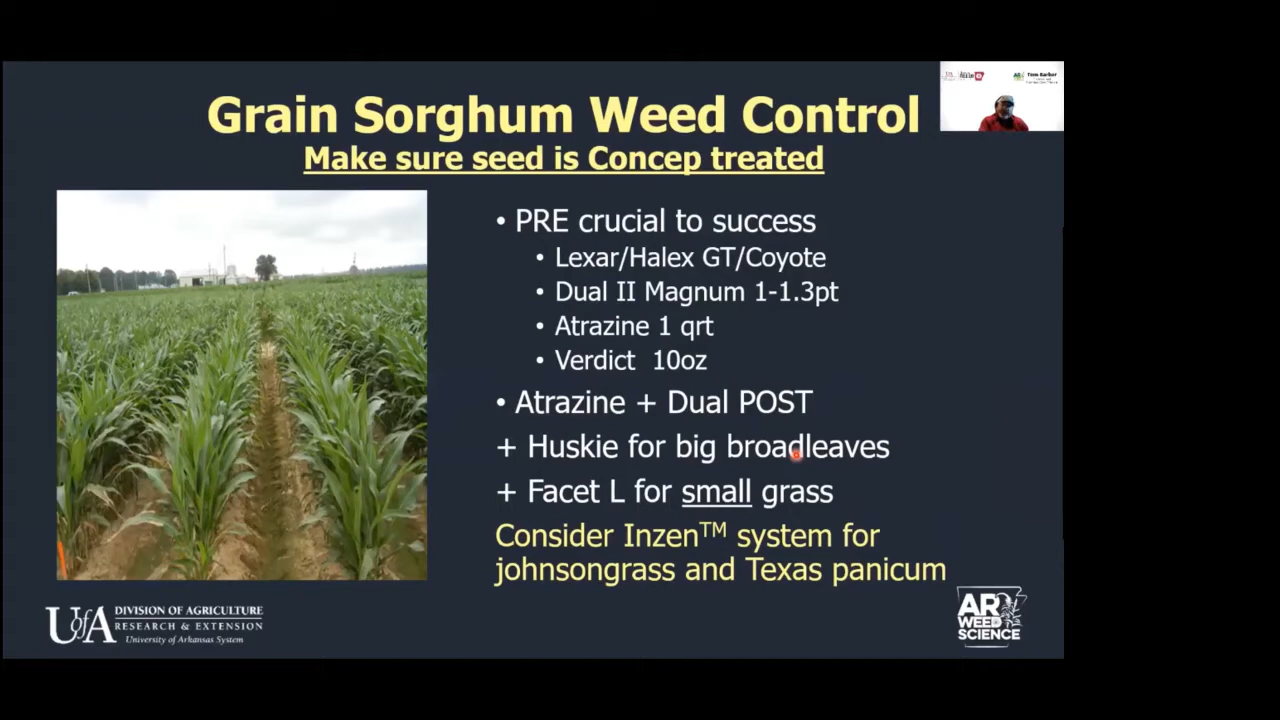 Grain Sorghum Weed Control
Make sure seed is Concep treated
• PRE crucial to success
• Lexar/Halex GT/Coyote
• Dual II Magnum 1-1.3pt
• Atrazine 1 qrt
• Verdict 10oz
• Atrazine + Dual POST
+ Huskie for big broadleaves
+ Facet L for small grass
Consider Inzen™ system for
johnsongrass and Texas panicum
UofA
DIVISION OF AGRICULTURE
RESEARCH & EXTENSION
University of Arkansas System
AR
WEED
SCIENCE
Tom Barber